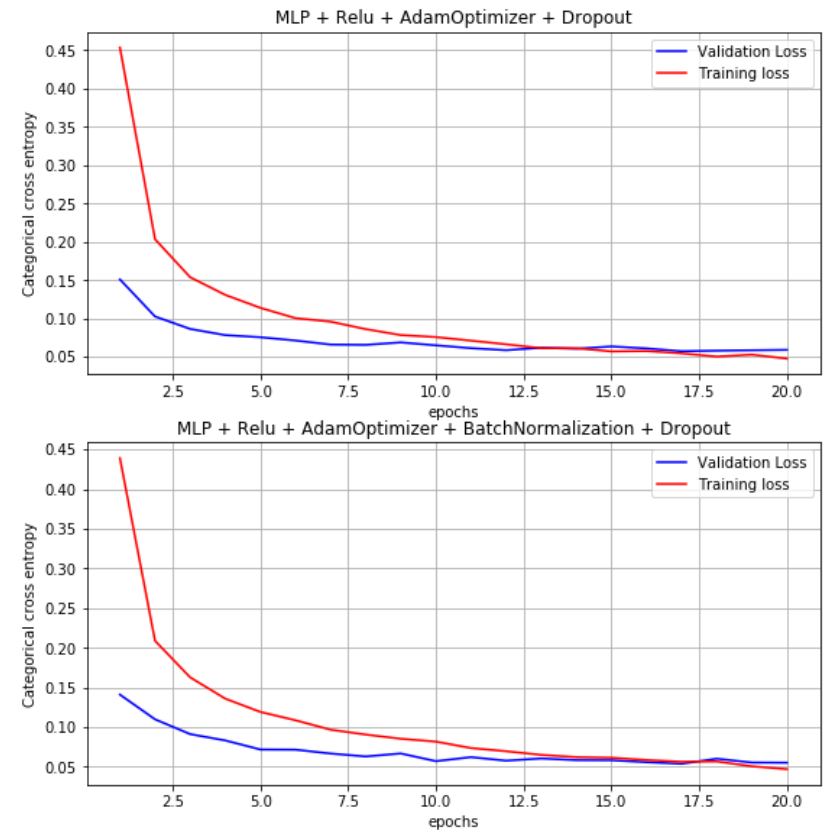 MLP + Relu + AdamOptimizer + Dropout
Validation Loss
Training loss
Categorical cross entropy
0.45
0.40
0.35
0.30
0.25
0.20
0.15
0.10
0.05
2.5 5.0 7.5 10.0 12.5 15.0 17.5 20.0
epochs
MLP + Relu + AdamOptimizer + BatchNormalization + Dropout
Validation Loss
Training loss
Categorical cross entropy
0.45
0.40
0.35
0.30
0.25
0.20
0.15
0.10
0.05
2.5 5.0 7.5 10.0 12.5 15.0 17.5 20.0
epochs